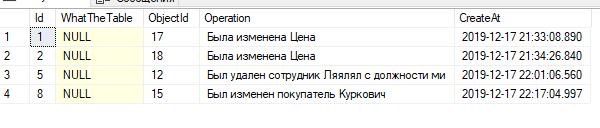 Сообщения
Id WhatTheTable ObjectId Operation CreateAt
1 1 NULL 17 Была изменена Цена 2019-12-17 21:33:08.890
2 2 NULL 18 Была изменена Цена 2019-12-17 21:34:26.840
3 5 NULL 12 Был удален сотрудник Ляялял с должности ми 2019-12-17 22:01:06.560
4 8 NULL 15 Был изменен покупатель Куркович 2019-12-17 22:17:04.997